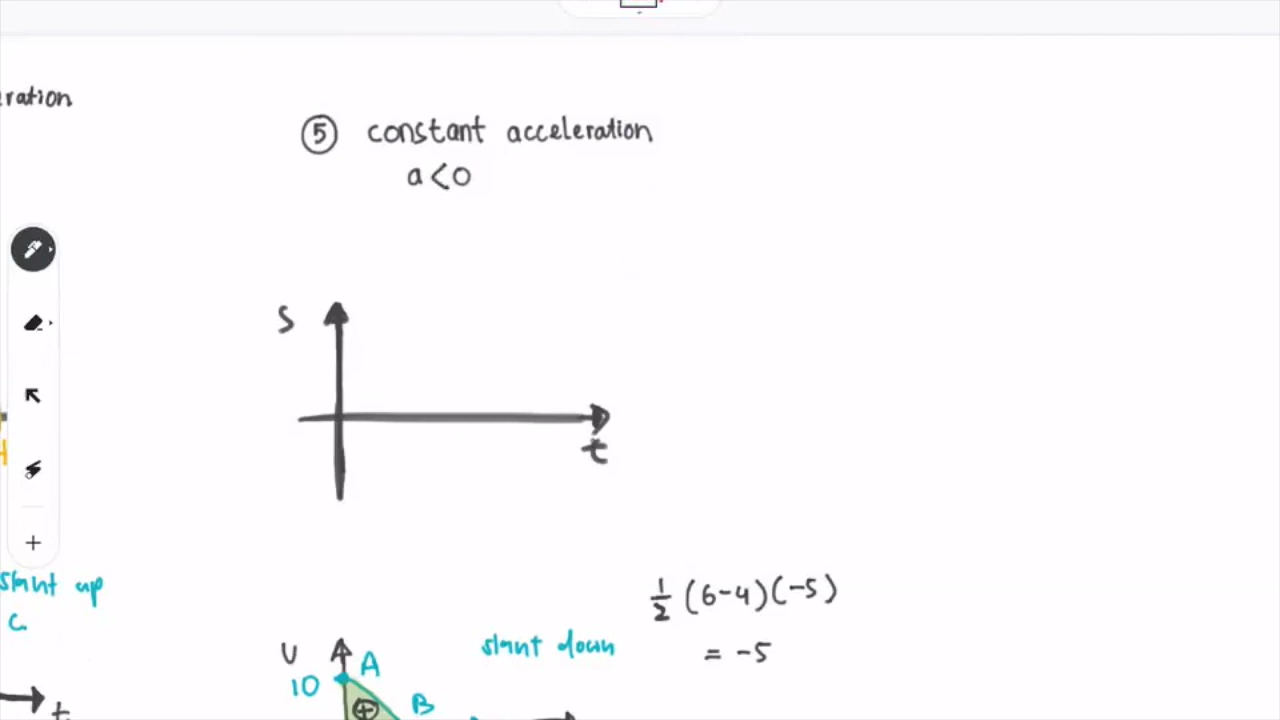 eration
⑤ constant acceleration
a<0
S
t
slant up
C
½ (6-4)(-5)
= -5
slant down
U
A
10
B
+
t